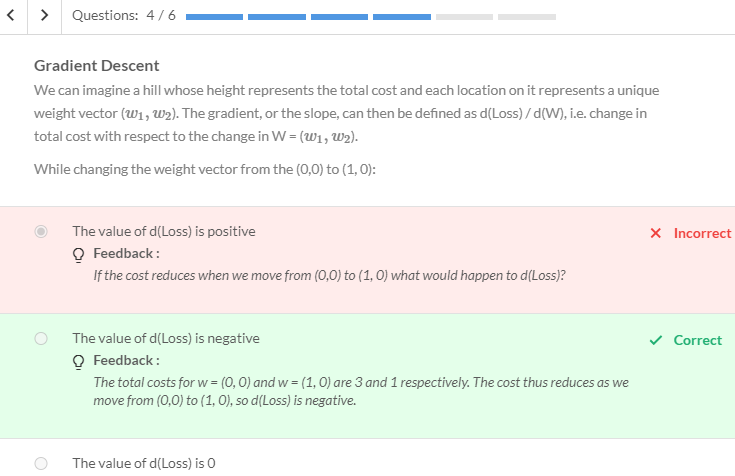 Questions: 4 / 6
Gradient Descent
We can imagine a hill whose height represents the total cost and each location on it represents a unique
weight vector (w₁, w₂). The gradient, or the slope, can then be defined as d(Loss) / d(W), i.e. change in
total cost with respect to the change in W = (w₁, w₂).
While changing the weight vector from the (0,0) to (1, 0):
The value of d(Loss) is positive
Incorrect
Feedback :
If the cost reduces when we move from (0,0) to (1, 0) what would happen to d(Loss)?
The value of d(Loss) is negative
Correct
Feedback :
The total costs for w = (0, 0) and w = (1, 0) are 3 and 1 respectively. The cost thus reduces as we
move from (0,0) to (1, 0), so d(Loss) is negative.
The value of d(Loss) is 0